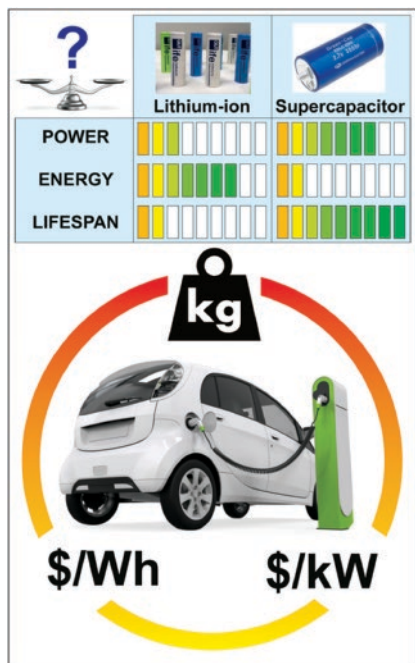 ?
Lithium-ion
Supercapacitor
POWER
ENERGY
LIFESPAN
kg
$/Wh
$/kW